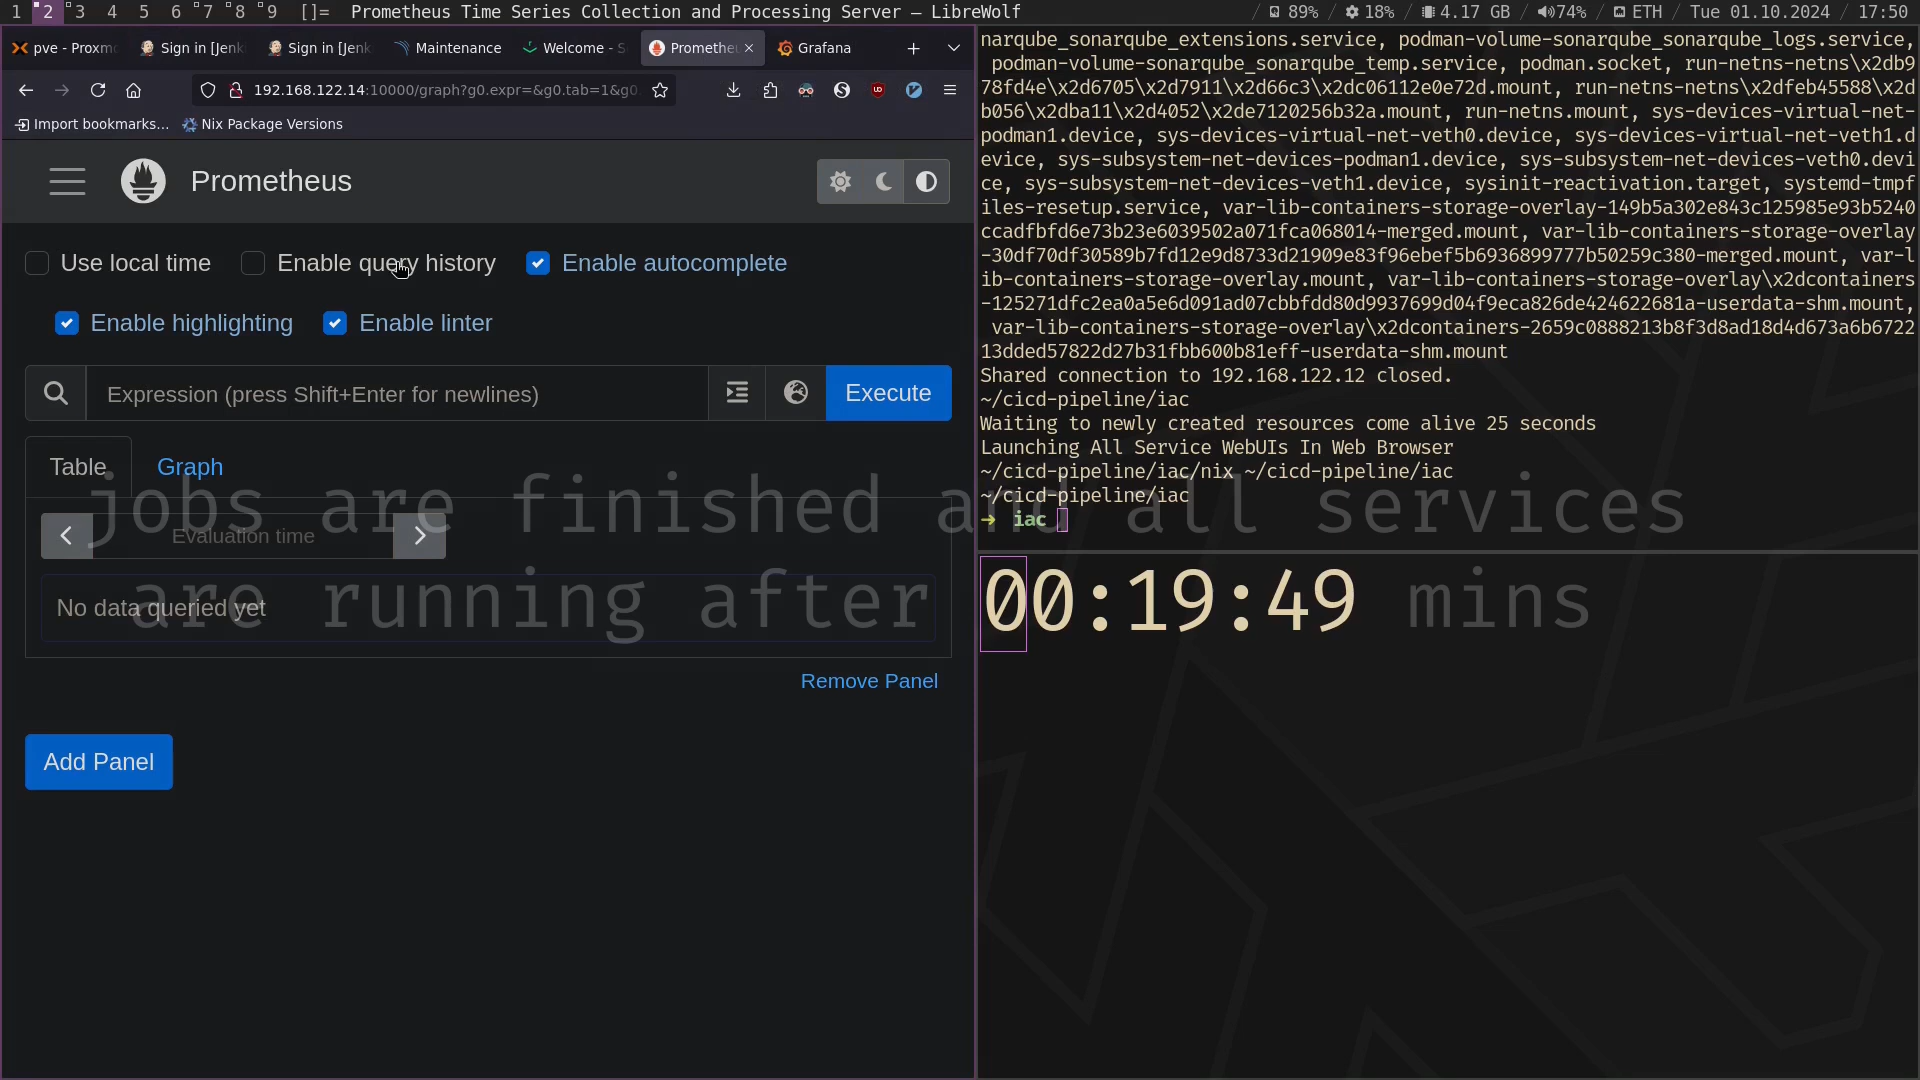 1 2 3 4 5 6 7 8 9 []= Prometheus Time Series Collection and Processing Server — LibreWolf / 89% / 18% / 4.17 GB / 74% / ETH / Tue 01.10.2024 / 17:50
pve - Proxmo Sign in [Jenk Sign in [Jenk Maintenance Welcome - S Prometheu Grafana
192.168.122.14:10000/graph?g0.expr=&g0.tab=1&g0
Import bookmarks... Nix Package Versions
Prometheus
Use local time Enable query history Enable autocomplete
Enable highlighting Enable linter
Expression (press Shift+Enter for newlines) Execute
Table Graph
Evaluation time
No data queried yet
Remove Panel
Add Panel
narqube_sonarqube_extensions.service, podman-volume-sonarqube_sonarqube_logs.service,
podman-volume-sonarqube_sonarqube_temp.service, podman.socket, run-netns-netns\x2db9
78fd4e\x2d6705\x2d7911\x2d66c3\x2dc06112e0e72d.mount, run-netns-netns\x2dfeb45588\x2d
b056\x2dba11\x2d4052\x2de7120256b32a.mount, run-netns.mount, sys-devices-virtual-net-
podman1.device, sys-devices-virtual-net-veth0.device, sys-devices-virtual-net-veth1.d
evice, sys-subsystem-net-devices-podman1.device, sys-subsystem-net-devices-veth0.devi
ce, sys-subsystem-net-devices-veth1.device, sysinit-reactivation.target, systemd-tmpf
iles-resetup.service, var-lib-containers-storage-overlay-149b5a302e843c125985e93b5240
ccadfbfd6e73b23e6039502a071fca068014-merged.mount, var-lib-containers-storage-overlay
-30df70df30589b7fd12e9d8733d21909e83f96ebef5b6936899777b50259c380-merged.mount, var-l
ib-containers-storage-overlay.mount, var-lib-containers-storage-overlay\x2dcontainers
-125271dfc2ea0a5e6d091ad07cbbfdd80d9937699d04f9eca826de424622681a-userdata-shm.mount,
var-lib-containers-storage-overlay\x2dcontainers-2659c0888213b8f3d8ad18d4d673a6b6722
13dded57822d27b31fbb600b81eff-userdata-shm.mount
Shared connection to 192.168.122.12 closed.
~/cicd-pipeline/iac
Waiting to newly created resources come alive 25 seconds
Launching All Service WebUIs In Web Browser
~/cicd-pipeline/iac/nix ~/cicd-pipeline/iac
~/cicd-pipeline/iac
→ iac
00:19:49
jobs are finished and all services
are running after mins